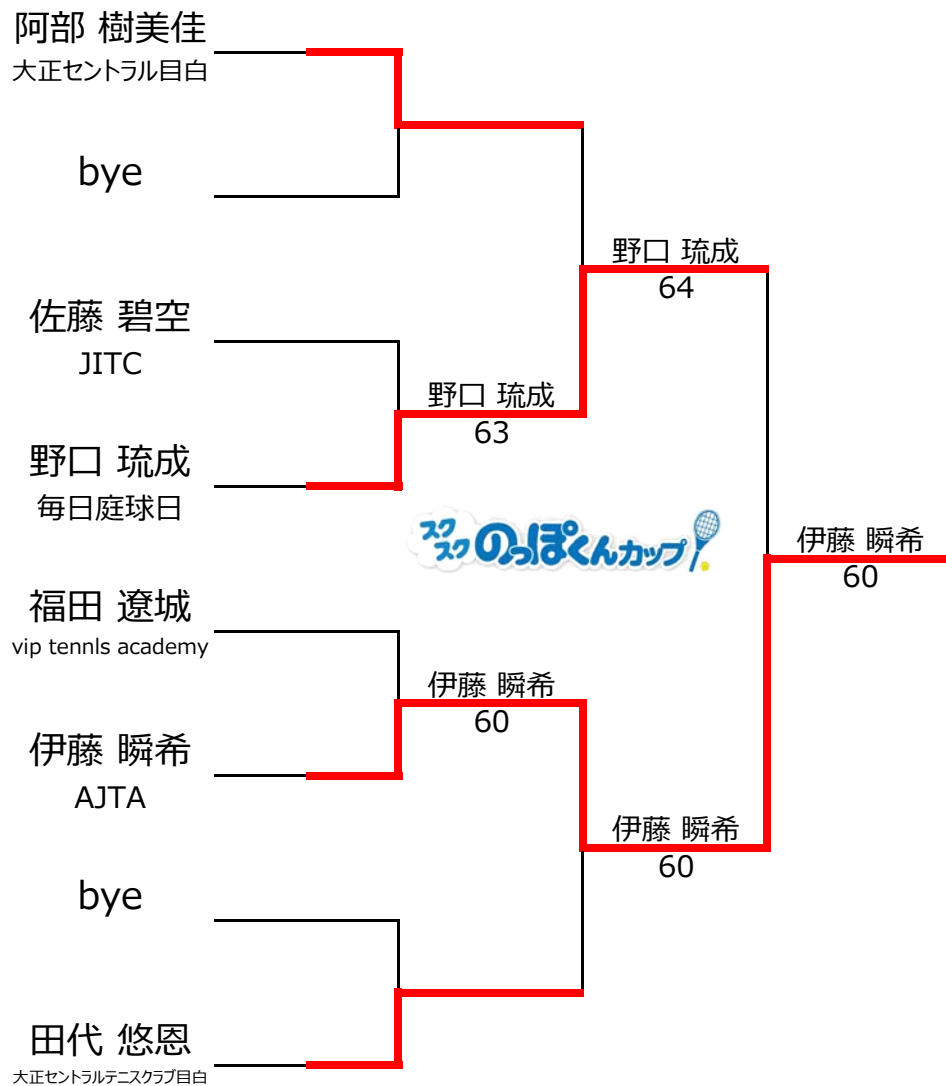 阿部 樹美佳
大正セントラル目白
bye
野口 琉成
64
佐藤 碧空
JITC
野口 琉成
63
野口 琉成
毎日庭球日
スク
スク のっぽくんカップ
伊藤 瞬希
60
福田 遼城
vip tennls academy
伊藤 瞬希
60
伊藤 瞬希
AJTA
伊藤 瞬希
60
bye
田代 悠恩
大正セントラルテニスクラブ目白